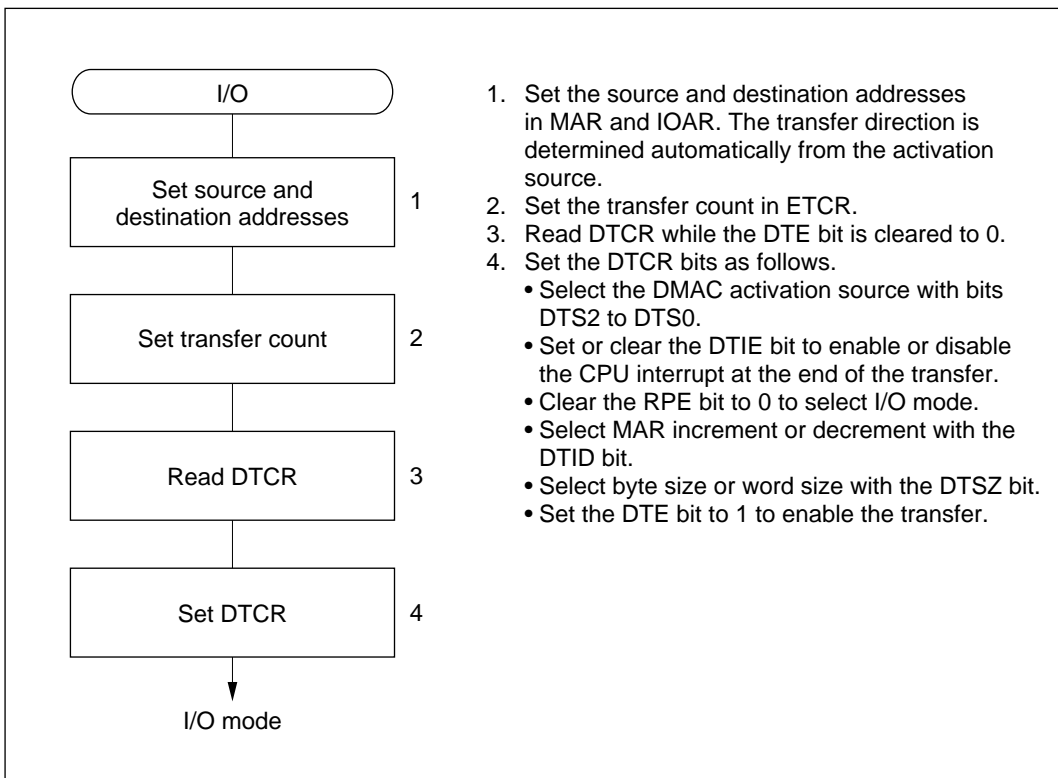 I/O
Set source and
destination addresses
1
Set transfer count
2
Read DTCR
3
Set DTCR
4
I/O mode
1. Set the source and destination addresses
in MAR and IOAR. The transfer direction is
determined automatically from the activation
source.
2. Set the transfer count in ETCR.
3. Read DTCR while the DTE bit is cleared to 0.
4. Set the DTCR bits as follows.
• Select the DMAC activation source with bits
DTS2 to DTS0.
• Set or clear the DTIE bit to enable or disable
the CPU interrupt at the end of the transfer.
• Clear the RPE bit to 0 to select I/O mode.
• Select MAR increment or decrement with the
DTID bit.
• Select byte size or word size with the DTSZ bit.
• Set the DTE bit to 1 to enable the transfer.